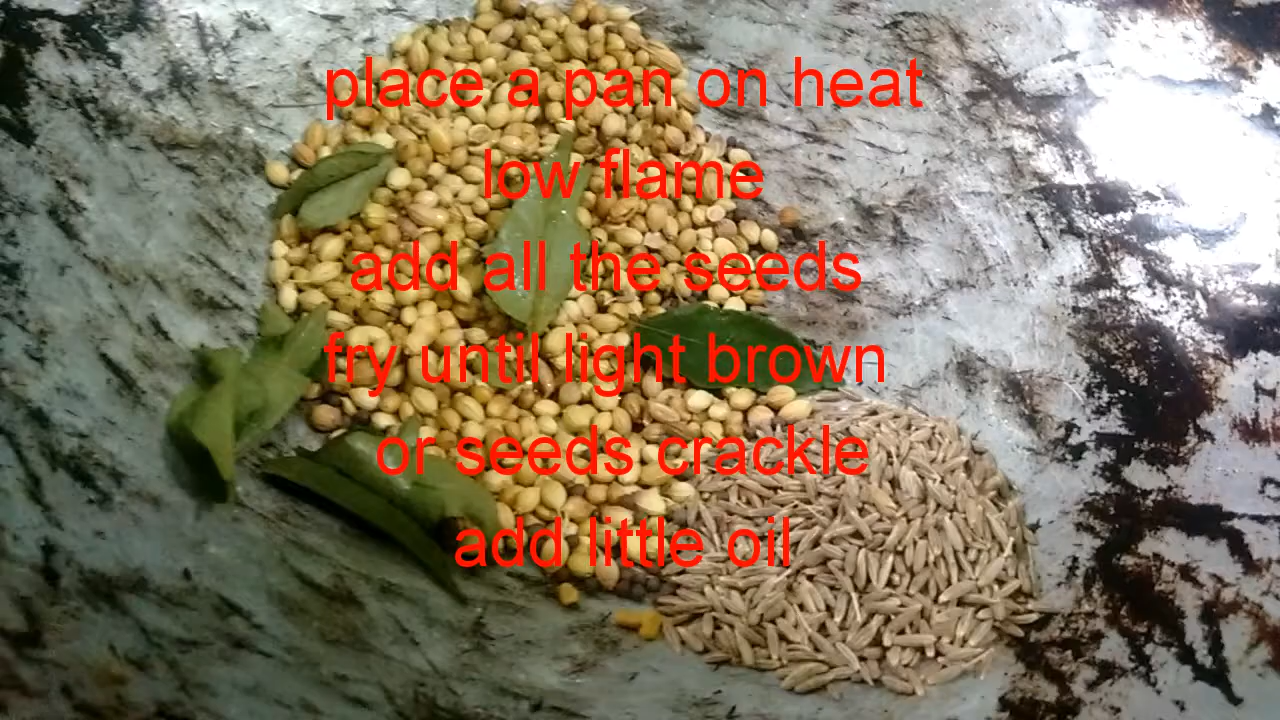 place a pan on heat
low flame
add all the seeds
fry until light brown
or seeds crackle
add little oil